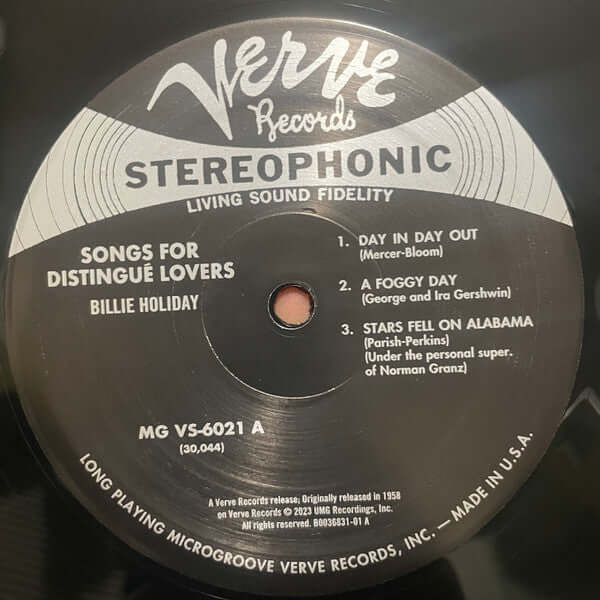 Verve
Records
STEREOPHONIC
LIVING SOUND FIDELITY
SONGS FOR
DISTINGUÉ LOVERS
BILLIE HOLIDAY
1. DAY IN DAY OUT
(Mercer-Bloom)
2. A FOGGY DAY
(George and Ira Gershwin)
3. STARS FELL ON ALABAMA
(Parish-Perkins)
(Under the personal super.
of Norman Granz)
MG VS-6021 A
(30,044)
A Verve Records release; Originally released in 1958
on Verve Records © 2023 UMG Recordings, Inc.
All rights reserved. B0036831-01 A
LONG PLAYING MICROGROOVE VERVE RECORDS, INC. — MADE IN U.S.A.